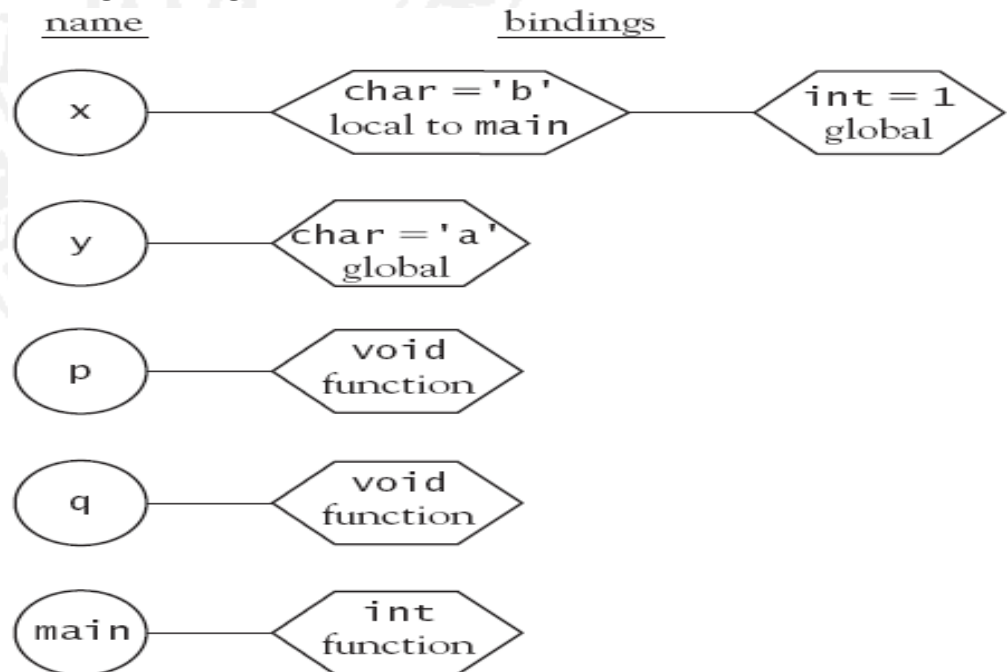 name bindings
x char = 'b' int = 1
local to main global
y char = 'a'
global
p void
function
q void
function
main int
function